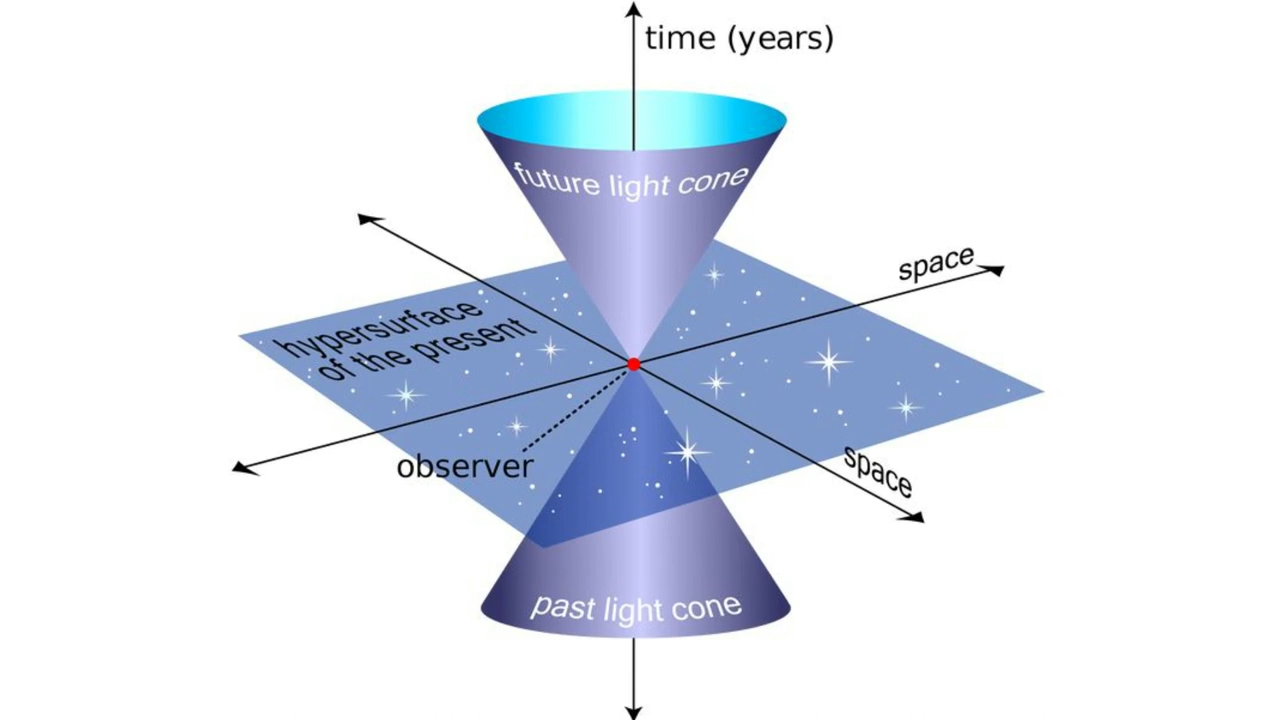 time (years)
future light cone
space
hypersurface
of the present
observer
space
past light cone